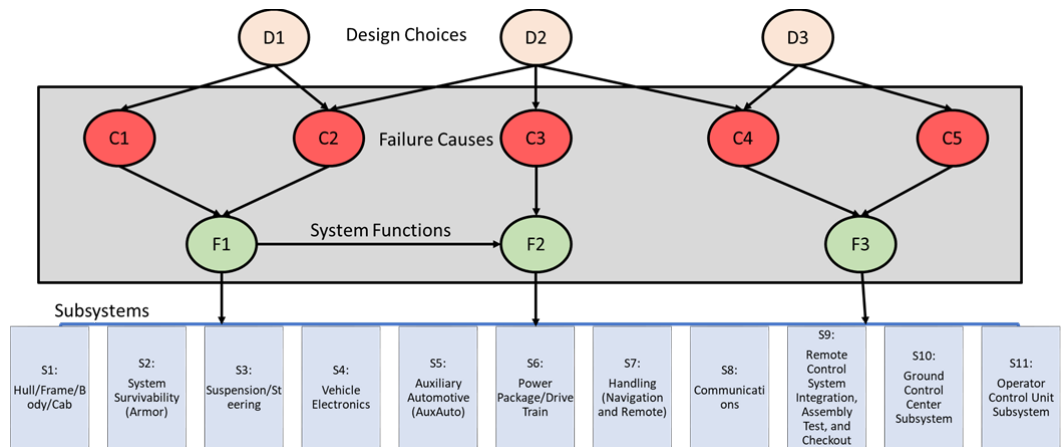 D1
Design Choices
D2
D3
C1
C2
Failure Causes
C3
C4
C5
F1
System Functions
F2
F3
Subsystems
S1:
Hull/Frame/B
ody/Cab
S2:
System
Survivability
(Armor)
S3:
Suspension/St
eering
S4:
Vehicle
Electronics
S5:
Auxiliary
Automotive
(AuxAuto)
S6:
Power
Package/Drive
Train
S7:
Handling
(Navigation
and Remote)
S8:
Communicati
ons
S9:
Remote
Control
System
Integration,
Assembly
Test, and
Checkout
S10:
Ground
Control
Center
Subsystem
S11:
Operator
Control Unit
Subsystem